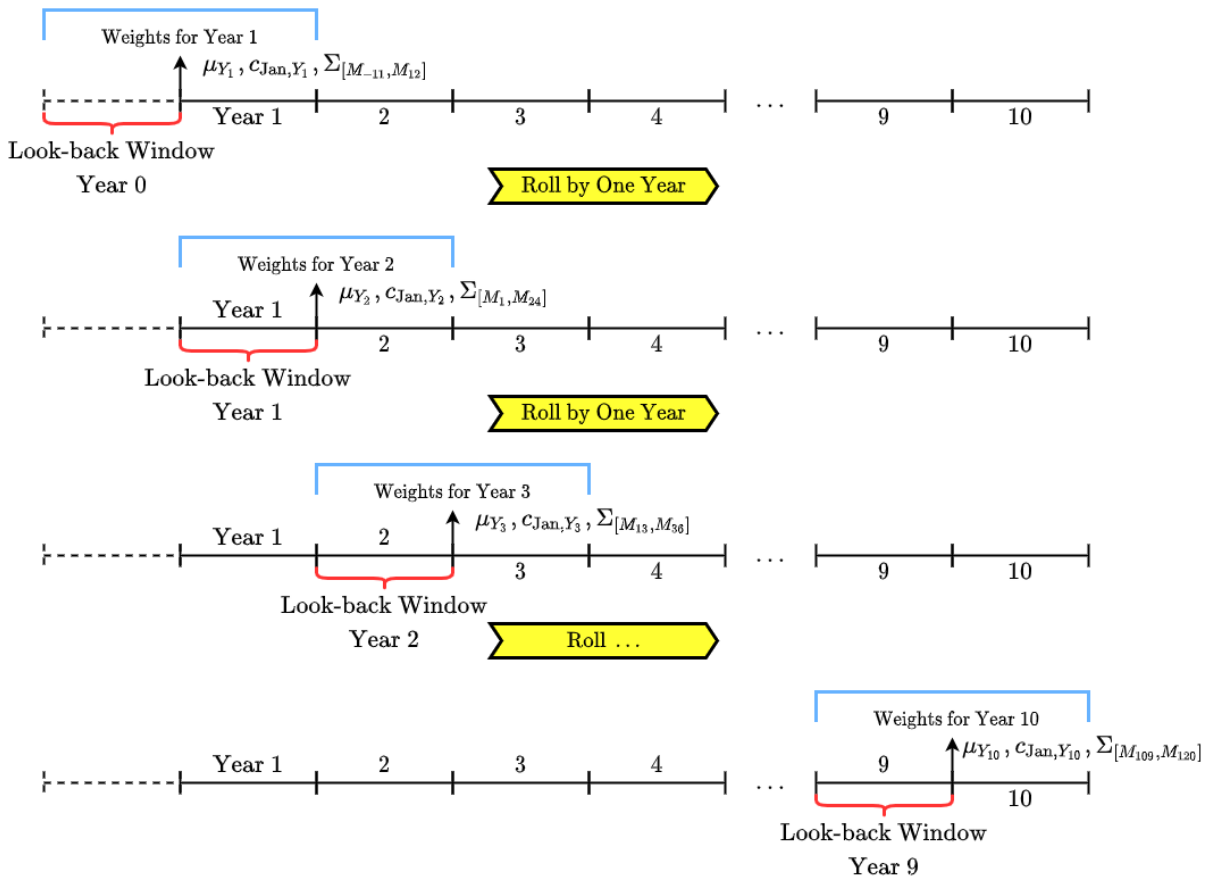 Weights for Year 1
μ_{Y_1}, c_{Jan,Y_1}, Σ_{[M_{-11},M_{12}]}
Year 1 2 3 4 ... 9 10
Look-back Window
Year 0
Roll by One Year
Weights for Year 2
μ_{Y_2}, c_{Jan,Y_2}, Σ_{[M_1,M_{24}]}
Year 1 2 3 4 ... 9 10
Look-back Window
Year 1
Roll by One Year
Weights for Year 3
μ_{Y_3}, c_{Jan,Y_3}, Σ_{[M_{13},M_{36}]}
Year 1 2 3 4 ... 9 10
Look-back Window
Year 2
Roll ...
Weights for Year 10
μ_{Y_{10}}, c_{Jan,Y_{10}}, Σ_{[M_{109},M_{120}]}
Year 1 2 3 4 ... 9 10
Look-back Window
Year 9